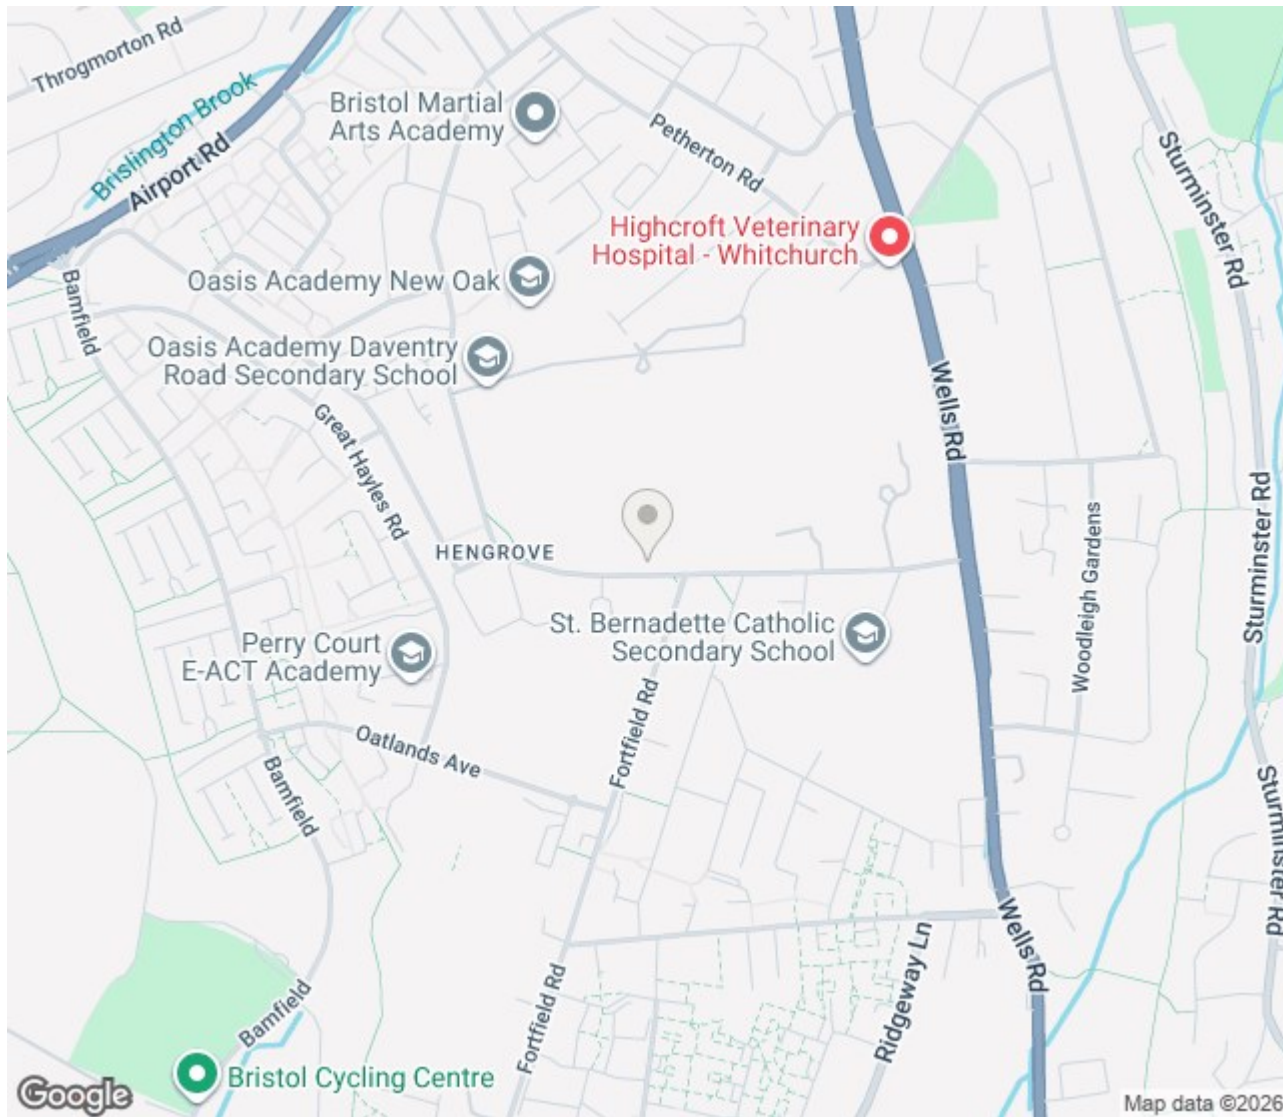 Throgmorton Rd
Brislington Brook
Airport Rd
Bristol Martial
Arts Academy
Petherton Rd
Sturminster Rd
Highcroft Veterinary
Hospital - Whitchurch
Oasis Academy New Oak
Bamfield
Oasis Academy Daventry
Road Secondary School
Great Hayles Rd
Wells Rd
HENGROVE
Woodleigh Gardens
Sturminster Rd
St. Bernadette Catholic
Secondary School
Perry Court
E-ACT Academy
Fortfield Rd
Oatlands Ave
Bamfield
Sturminster Rd
Wells Rd
Ridgeway Ln
Fortfield Rd
Bamfield
Bristol Cycling Centre
Google
Map data ©2026